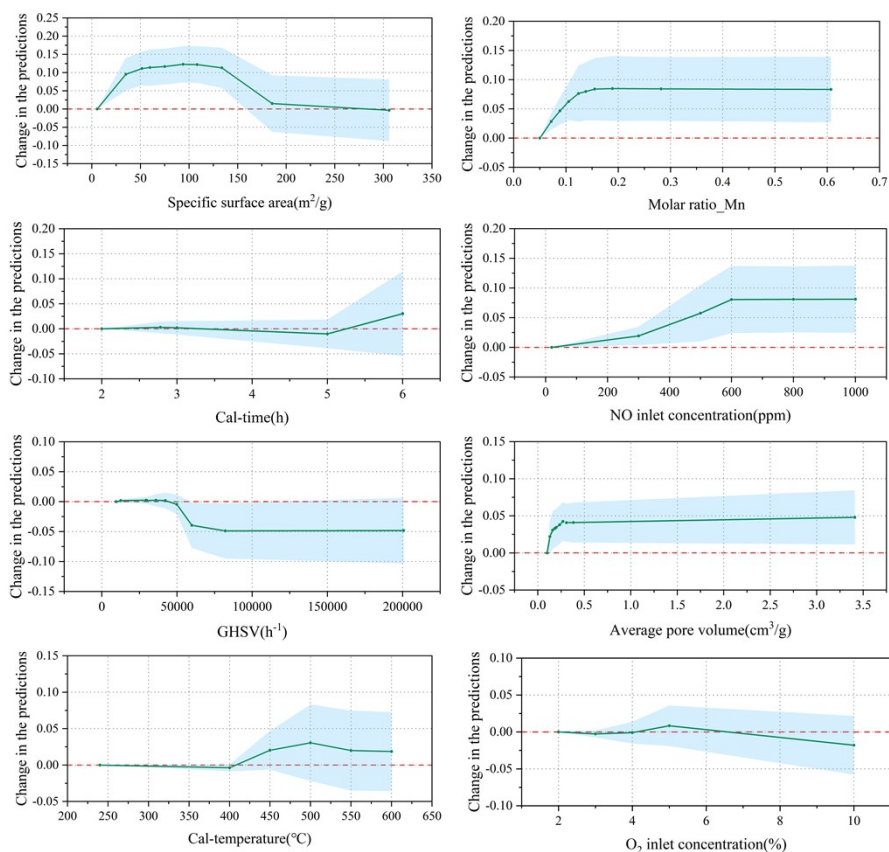 Change in the predictions
0.25
0.20
0.15
0.10
0.05
0.00
-0.05
-0.10
-0.15
0 50 100 150 200 250 300 350
Specific surface area(m²/g)
Change in the predictions
0.20
0.15
0.10
0.05
0.00
-0.05
0.0 0.1 0.2 0.3 0.4 0.5 0.6 0.7
Molar ratio_Mn
Change in the predictions
0.20
0.15
0.10
0.05
0.00
-0.05
-0.10
2 3 4 5 6
Cal-time(h)
Change in the predictions
0.20
0.15
0.10
0.05
0.00
-0.05
0 200 400 600 800 1000
NO inlet concentration(ppm)
Change in the predictions
0.10
0.05
0.00
-0.05
-0.10
-0.15
0 50000 100000 150000 200000
GHSV(h⁻¹)
Change in the predictions
0.15
0.10
0.05
0.00
-0.05
0.0 0.5 1.0 1.5 2.0 2.5 3.0 3.5
Average pore volume(cm³/g)
Change in the predictions
0.15
0.10
0.05
0.00
-0.05
200 250 300 350 400 450 500 550 600 650
Cal-temperature(℃)
Change in the predictions
0.10
0.05
0.00
-0.05
-0.10
2 4 6 8 10
O₂ inlet concentration(%)